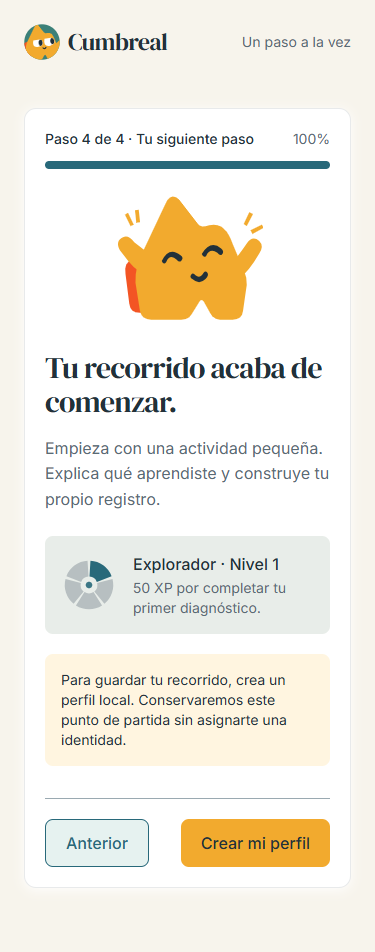 Cumbreal
Un paso a la vez
Paso 4 de 4 · Tu siguiente paso
100%
Tu recorrido acaba de
comenzar.
Empieza con una actividad pequeña.
Explica qué aprendiste y construye tu
propio registro.
Explorador · Nivel 1
50 XP por completar tu
primer diagnóstico.
Para guardar tu recorrido, crea un
perfil local. Conservaremos este
punto de partida sin asignarte una
identidad.
Anterior
Crear mi perfil